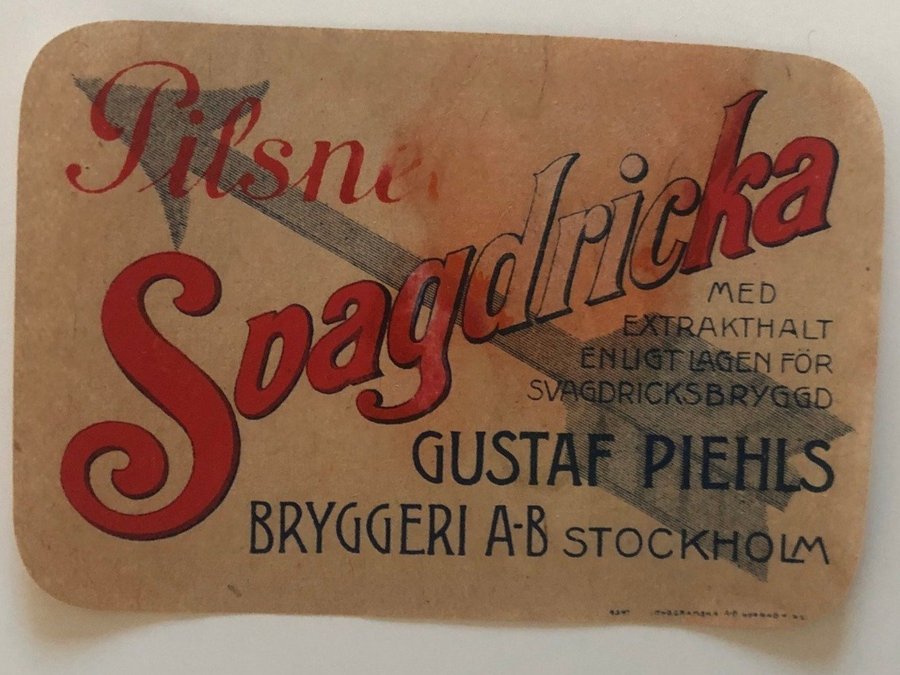 Pilsne
Svagdricka
MED
EXTRAKTHALT
ENLIGT LAGEN FÖR
SVAGDRICKSBRYGGD
GUSTAF PIEHLS
BRYGGERI A-B STOCKHOLM